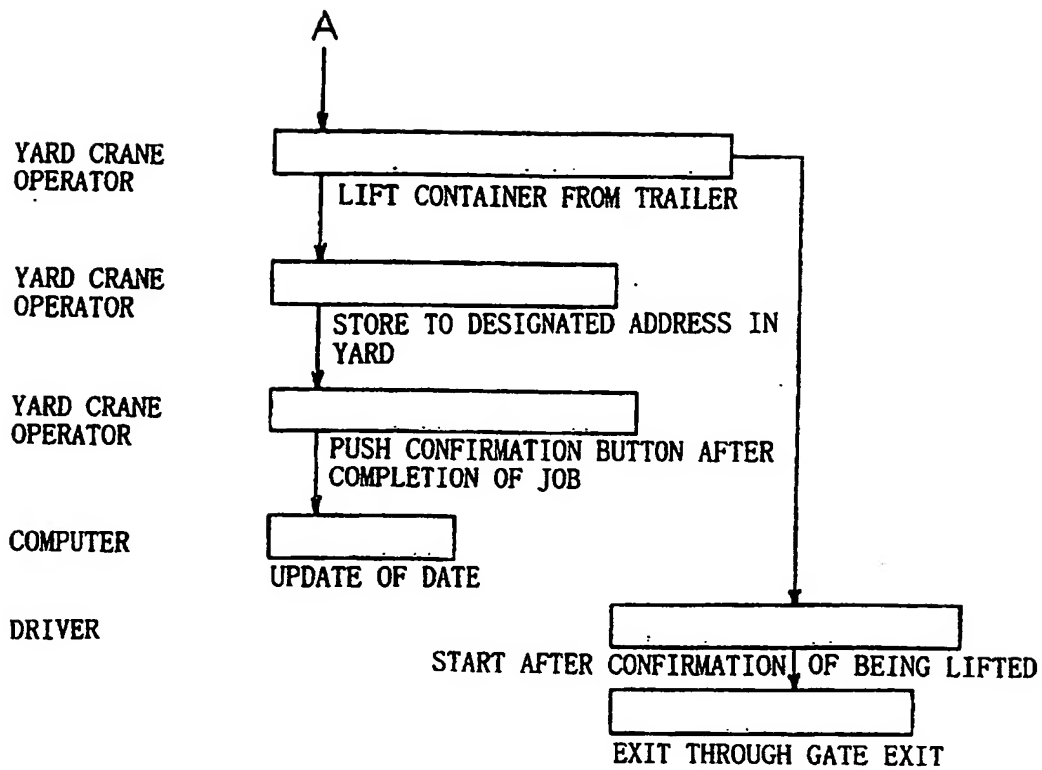 A
YARD CRANE
OPERATOR
LIFT CONTAINER FROM TRAILER
YARD CRANE
OPERATOR
STORE TO DESIGNATED ADDRESS IN
YARD
YARD CRANE
OPERATOR
PUSH CONFIRMATION BUTTON AFTER
COMPLETION OF JOB
COMPUTER
UPDATE OF DATE
DRIVER
START AFTER CONFIRMATION OF BEING LIFTED
EXIT THROUGH GATE EXIT